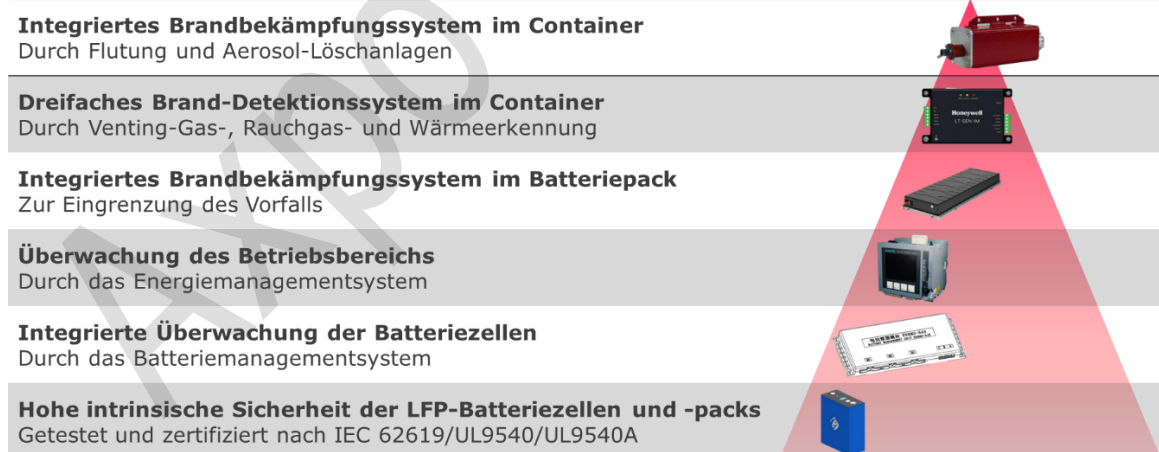 Integriertes Brandbekämpfungssystem im Container
Durch Flutung und Aerosol-Löschanlagen
Dreifaches Brand-Detektionssystem im Container
Durch Venting-Gas-, Rauchgas- und Wärmeerkennung
Honeywell
Integriertes Brandbekämpfungssystem im Batteriepack
Zur Eingrenzung des Vorfalls
Überwachung des Betriebsbereichs
Durch das Energiemanagementsystem
Integrierte Überwachung der Batteriezellen
Durch das Batteriemanagementsystem
Hohe intrinsische Sicherheit der LFP-Batteriezellen und -packs
Getestet und zertifiziert nach IEC 62619/UL9540/UL9540A
Axpo